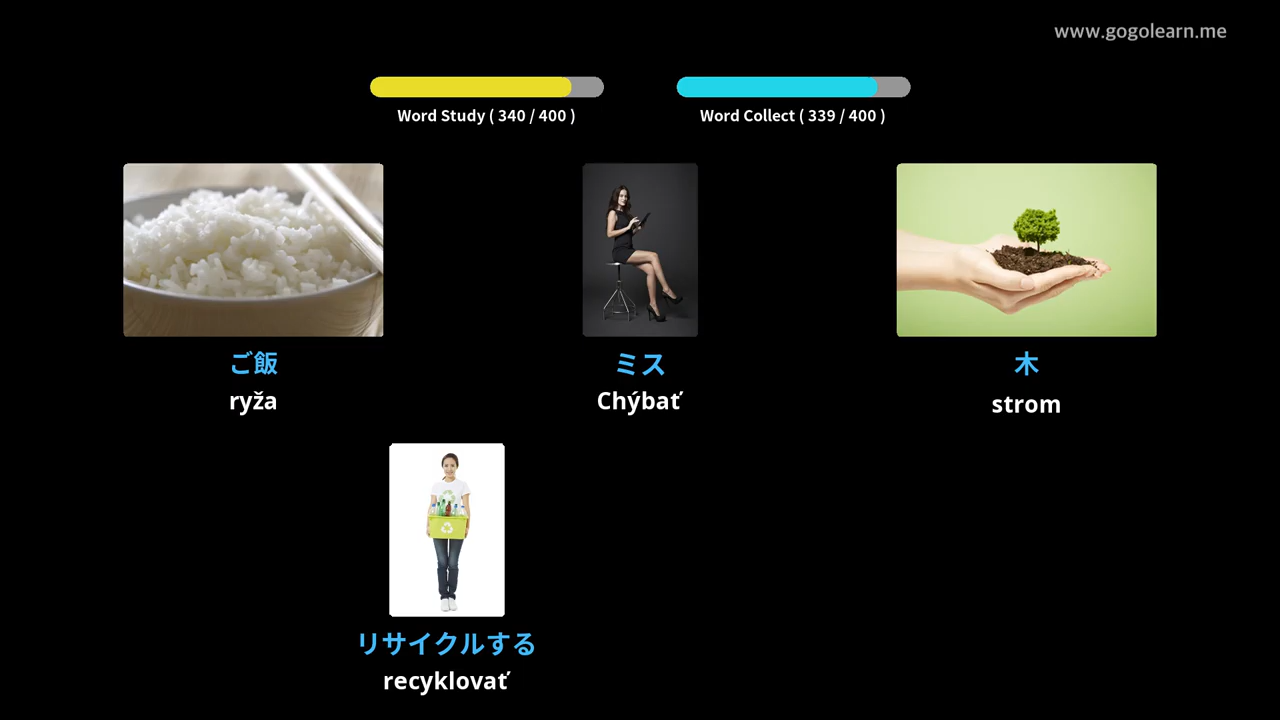 www.gogolearn.me
Word Study ( 340 / 400 )
Word Collect ( 339 / 400 )
ご飯
ryža
ミス
Chýbať
木
strom
リサイクルする
recyklovať